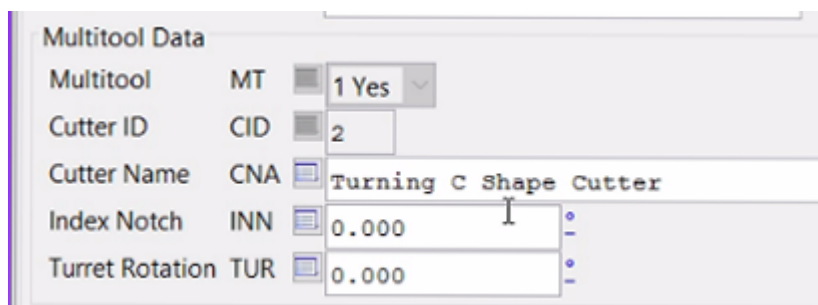 Multitool Data
Multitool MT 1 Yes
Cutter ID CID 2
Cutter Name CNA Turning C Shape Cutter
Index Notch INN 0.000 °
Turret Rotation TUR 0.000 °